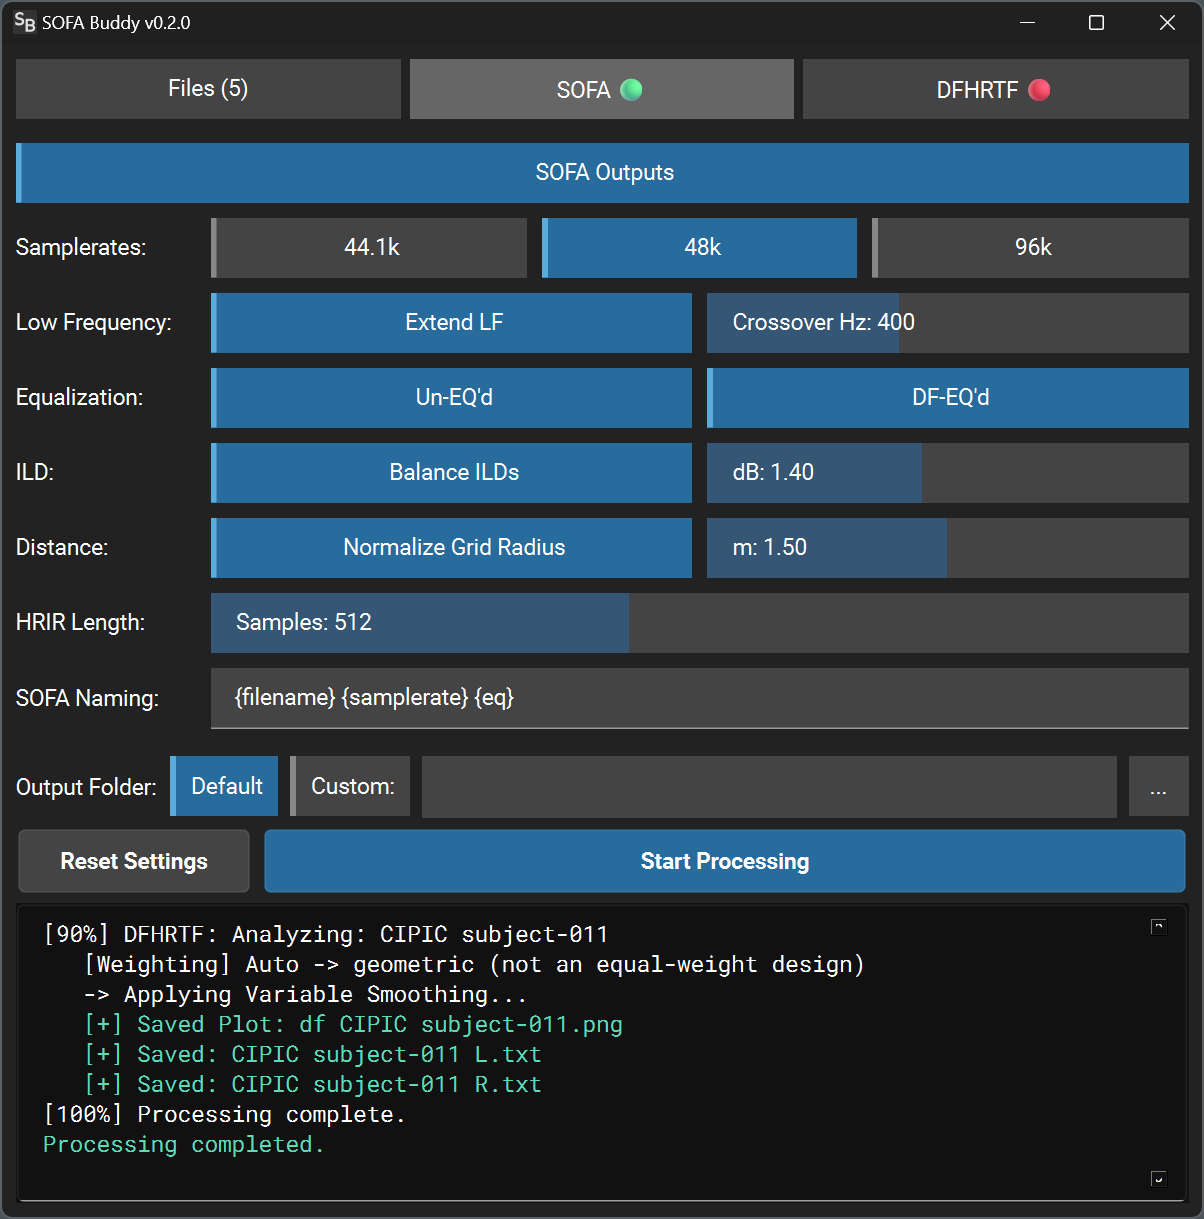 SB SOFA Buddy v0.2.0
Files (5) SOFA DFHRTF
SOFA Outputs
Samplerates: 44.1k 48k 96k
Low Frequency: Extend LF Crossover Hz: 400
Equalization: Un-EQ'd DF-EQ'd
ILD: Balance ILDs dB: 1.40
Distance: Normalize Grid Radius m: 1.50
HRIR Length: Samples: 512
SOFA Naming: {filename} {samplerate} {eq}
Output Folder: Default Custom: ...
Reset Settings Start Processing
[90%] DFHRTF: Analyzing: CIPIC subject-011
[Weighting] Auto -> geometric (not an equal-weight design)
-> Applying Variable Smoothing...
[+] Saved Plot: df CIPIC subject-011.png
[+] Saved: CIPIC subject-011 L.txt
[+] Saved: CIPIC subject-011 R.txt
[100%] Processing complete.
Processing completed.